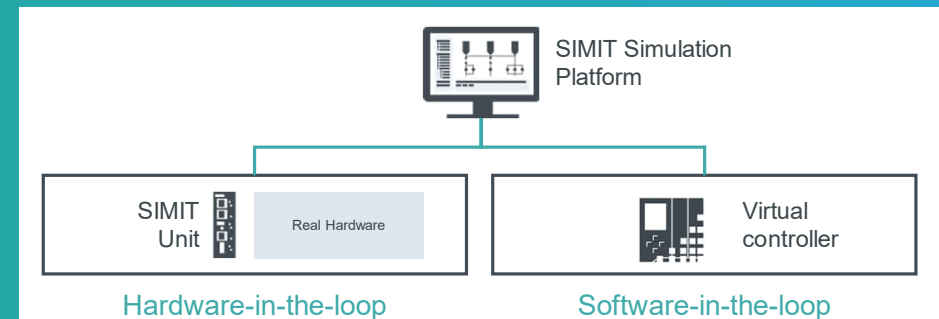 SIMIT Simulation
Platform
SIMIT
Unit
Real Hardware
Virtual
controller
Hardware-in-the-loop
Software-in-the-loop